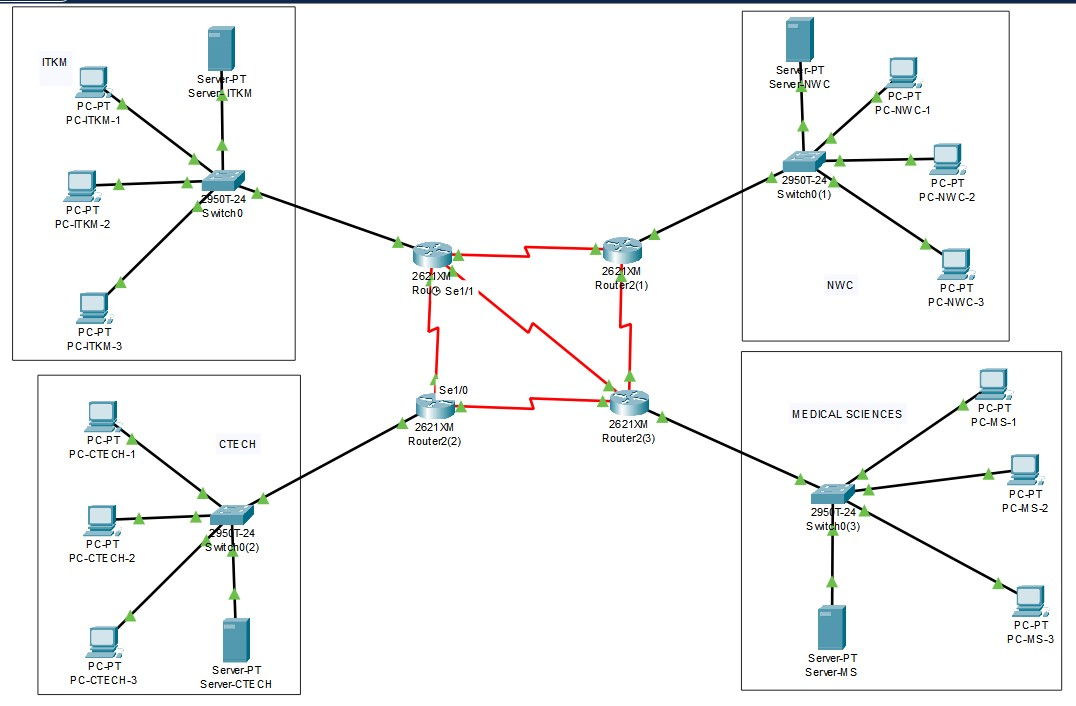 ITKM
Server-PT
Server- ITKM
PC-PT
PC-ITKM-1
PC-PT
PC-ITKM-2
2950T-24
Switch0
PC-PT
PC-ITKM-3
Server-PT
Server-NWC
PC-PT
PC-NWC-1
2950T-24
Switch0(1)
PC-PT
PC-NWC-2
NWC
PC-PT
PC-NWC-3
2621XM
Se1/1
2621XM
Router2(1)
Se1/0
2621XM
Router2(2)
2621XM
Router2(3)
CTECH
PC-PT
PC-CTECH-1
PC-PT
PC-CTECH-2
2950T-24
Switch0(2)
PC-PT
PC-CTECH-3
Server-PT
Server-CTECH
MEDICAL SCIENCES
PC-PT
PC-MS-1
PC-PT
PC-MS-2
2950T-24
Switch0(3)
PC-PT
PC-MS-3
Server-PT
Server-MS